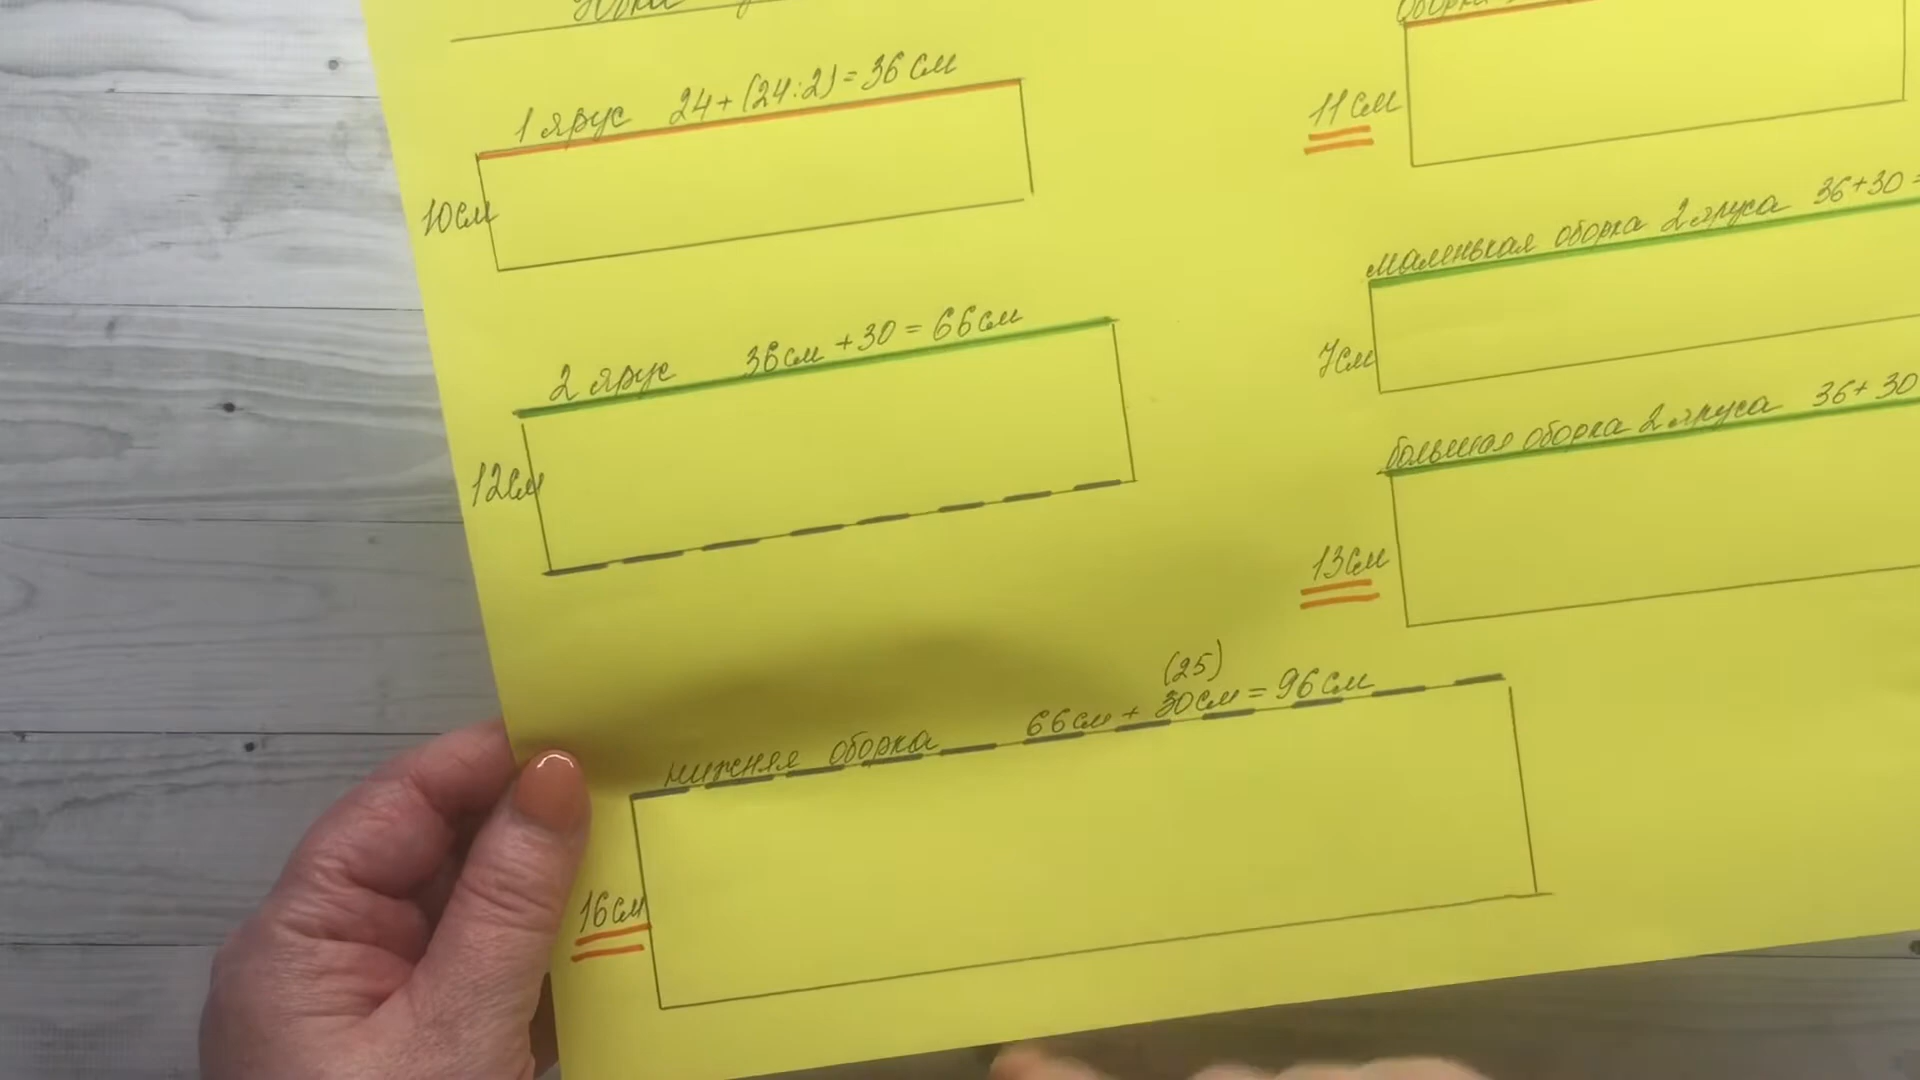 1 ярус 24+(24:2)=36 см
10см
2 ярус 36см+30=66см
12см
(25)
нижняя оборка 66см+30см=96см
16см
11см
маленькая оборка 2 яруса 36+30=
7см
большая оборка 2 яруса 36+30
13см